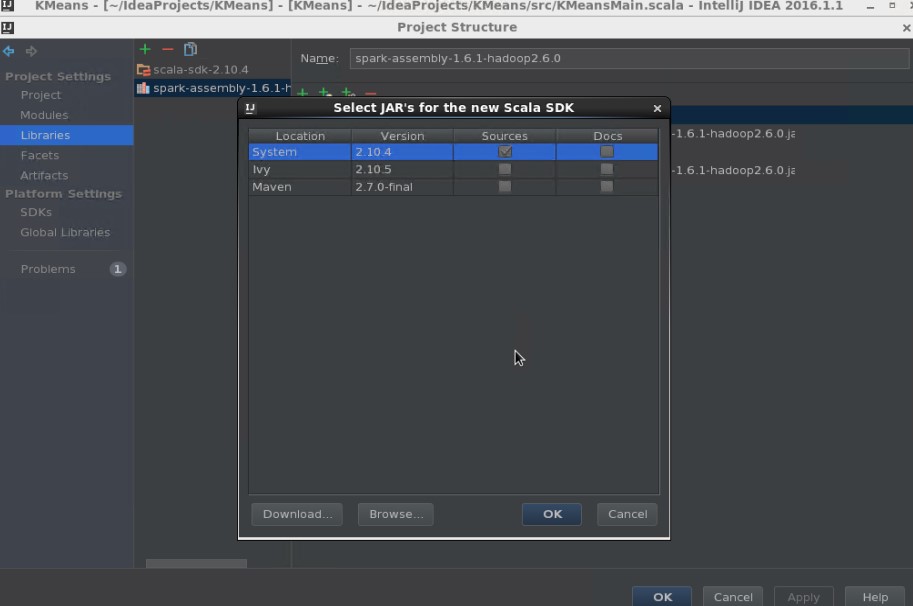 KMeans - [~/IdeaProjects/KMeans] - [KMeans] - ~/IdeaProjects/KMeans/src/KMeansMain.scala - IntelliJ IDEA 2016.1.1
Project Structure
Project Settings
Project
Modules
Libraries
Facets
Artifacts
Platform Settings
SDKs
Global Libraries
Problems 1
scala-sdk-2.10.4
spark-assembly-1.6.1-h
Name: spark-assembly-1.6.1-hadoop2.6.0
-1.6.1-hadoop2.6.0.ja
-1.6.1-hadoop2.6.0.ja
Select JAR's for the new Scala SDK
Location Version Sources Docs
System 2.10.4
Ivy 2.10.5
Maven 2.7.0-final
Download... Browse... OK Cancel
OK Cancel Apply Help